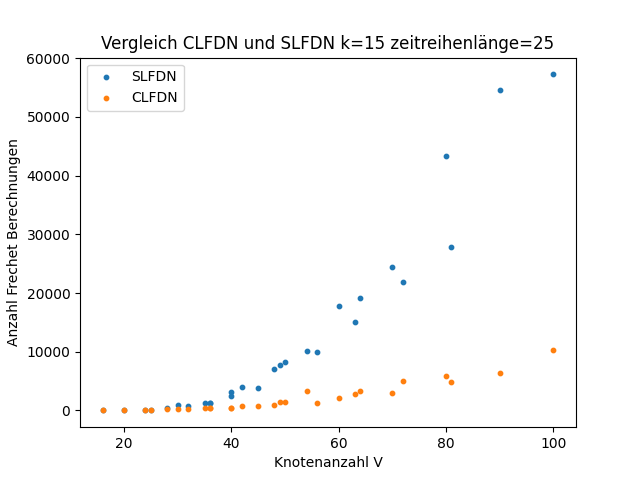 Vergleich CLFDN und SLFDN k=15 zeitreihenlänge=25
SLFDN
CLFDN
Anzahl Frechet Berechnungen
60000
50000
40000
30000
20000
10000
0
20 40 60 80 100
Knotenanzahl V